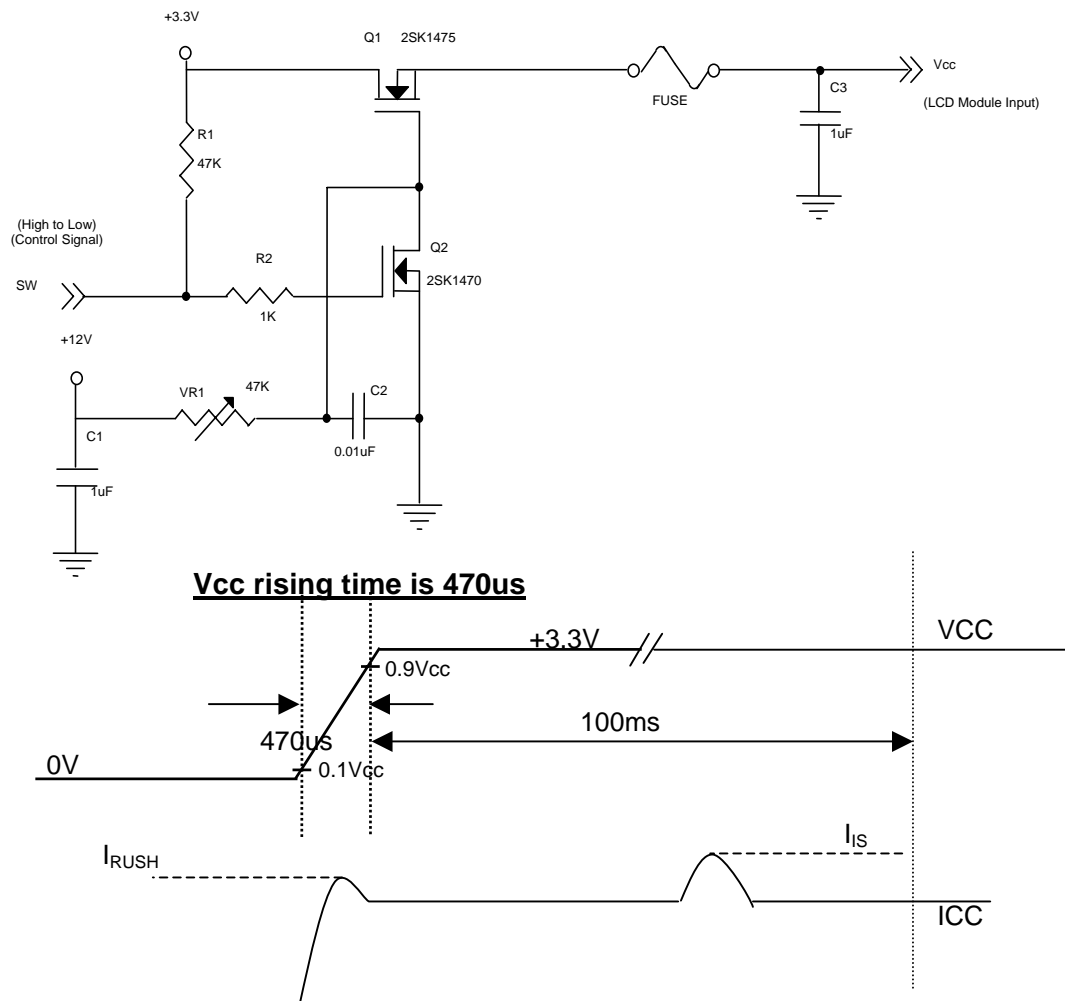 +3.3V
Q1 2SK1475
Vcc
C3
FUSE
(LCD Module Input)
1uF
R1
47K
(High to Low)
(Control Signal)
Q2
R2
SW
2SK1470
1K
+12V
47K
VR1
C2
C1
0.01uF
1uF
Vcc rising time is 470us
+3.3V
VCC
0.9Vcc
100ms
470us
0V
0.1Vcc
IIS
IRUSH
ICC